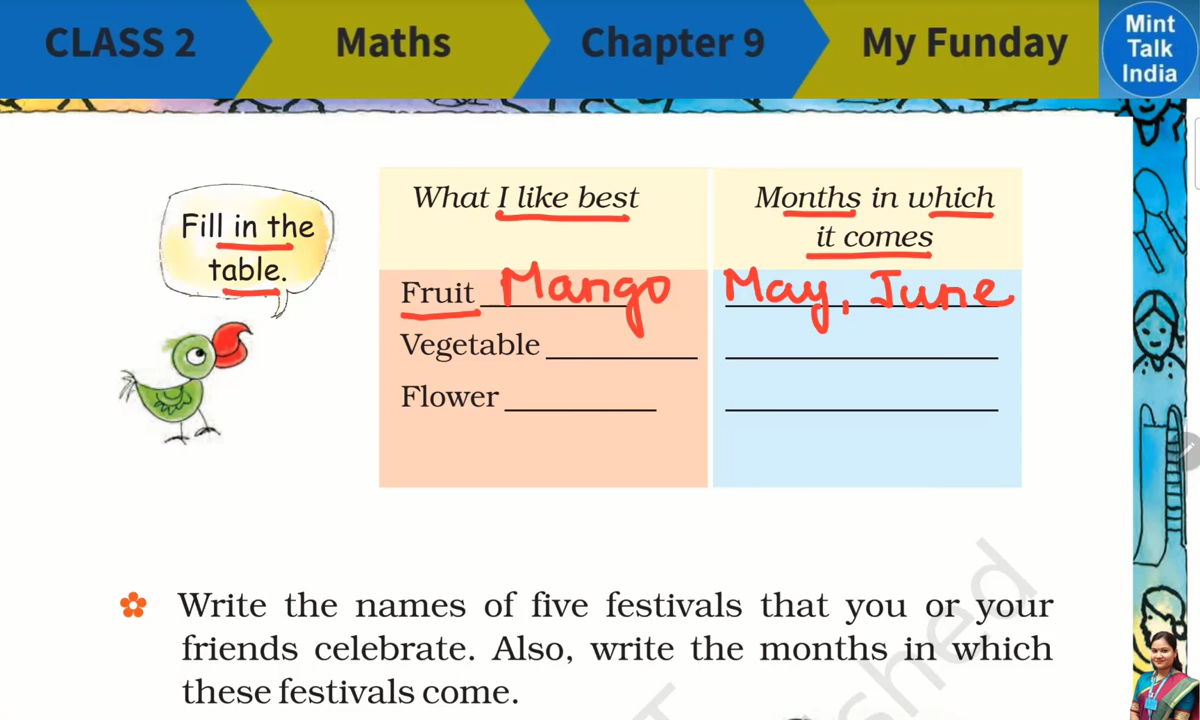 CLASS 2 Maths Chapter 9 My Funday
Mint
Talk
India
Fill in the
table.
What I like best
Months in which
it comes
Fruit Mango May, June
Vegetable
Flower
Write the names of five festivals that you or your
friends celebrate. Also, write the months in which
these festivals come.